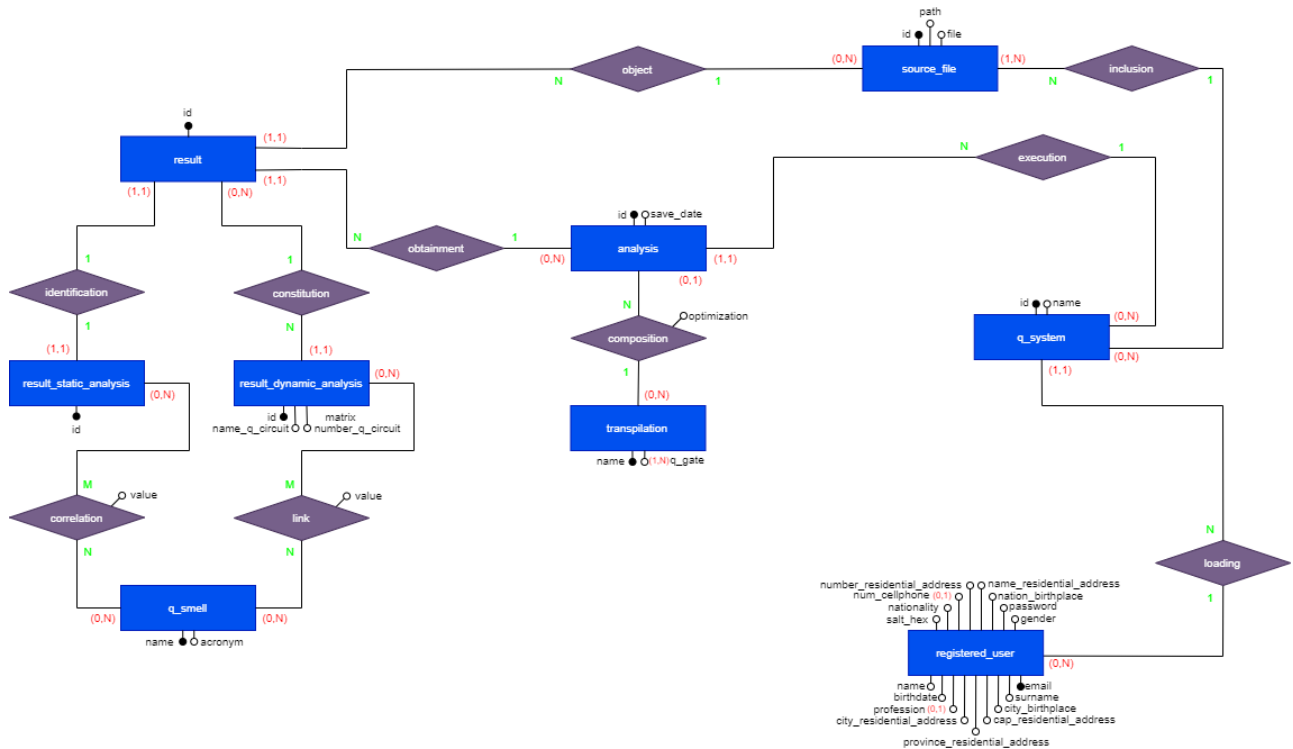 path
id
file
(0,N)
source_file
(1,N)
object
N
1
N
inclusion
1
id
(1,1)
result
(1,1)
(1,1)
(0,N)
N
execution
1
id
save_date
N
obtainment
1
analysis
(0,N)
(0,1)
(1,1)
1
identification
1
1
constitution
N
N
optimization
composition
1
id
name
(0,N)
q_system
(0,N)
(1,1)
(1,1)
result_static_analysis
(0,N)
id
(1,1)
result_dynamic_analysis
(0,N)
id
matrix
name_q_circuit
number_q_circuit
(0,N)
transpilation
name
(1,N)
q_gate
M
value
correlation
N
M
value
link
N
N
loading
1
(0,N)
q_smell
(0,N)
name
acronym
number_residential_address
name_residential_address
num_cellphone
(0,1)
nation_birthplace
nationality
password
salt_hex
gender
registered_user
(0,N)
name
email
birthdate
surname
profession
(0,1)
city_birthplace
city_residential_address
cap_residential_address
province_residential_address